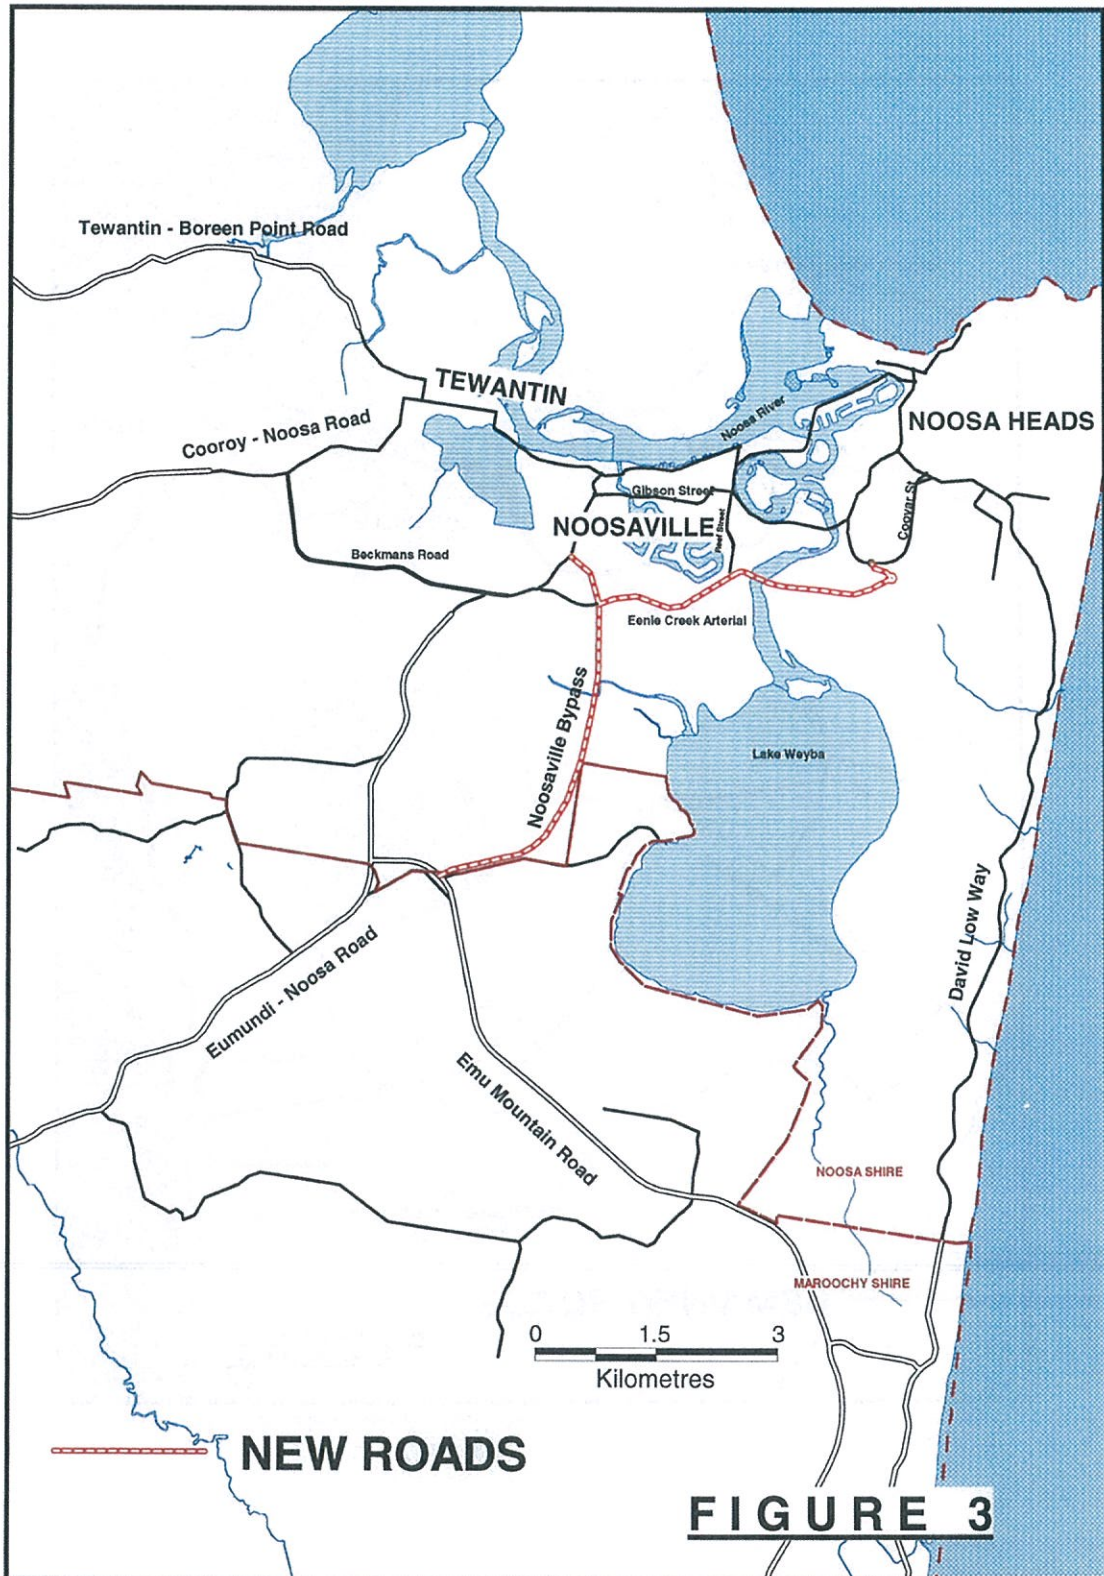 Tewantin - Boreen Point Road
TEWANTIN
Cooroy - Noosa Road
Noosa River
NOOSA HEADS
Gibson Street
NOOSAVILLE
Reef Street
Cooyar St
Beckmans Road
Eenie Creek Arterial
Noosaville Bypass
Lake Weyba
David Low Way
Eumundi - Noosa Road
Emu Mountain Road
NOOSA SHIRE
MAROOCHY SHIRE
0 1.5 3
Kilometres
NEW ROADS
FIGURE 3